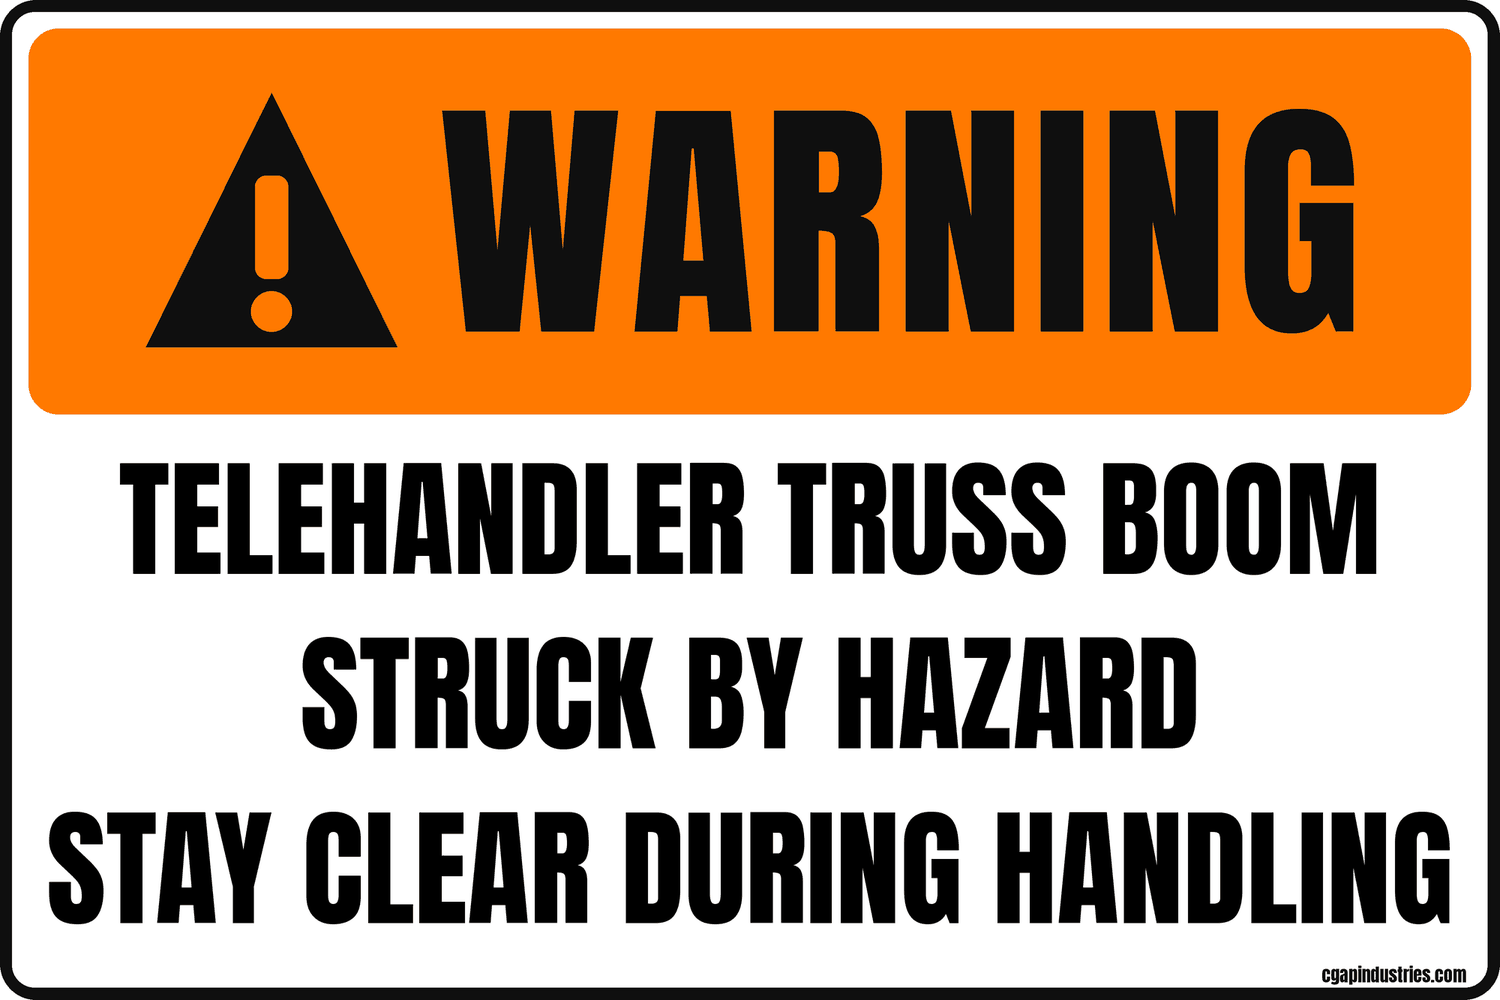 WARNING
TELEHANDLER TRUSS BOOM
STRUCK BY HAZARD
STAY CLEAR DURING HANDLING
cgapindustries.com